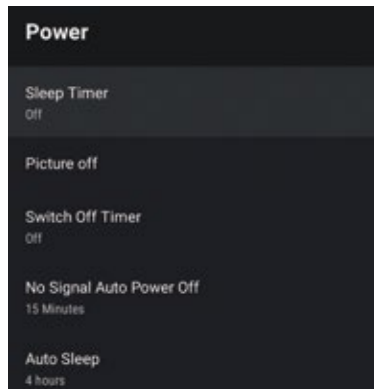 Power
Sleep Timer
Off
Picture off
Switch Off Timer
Off
No Signal Auto Power Off
15 Minutes
Auto Sleep
4 hours